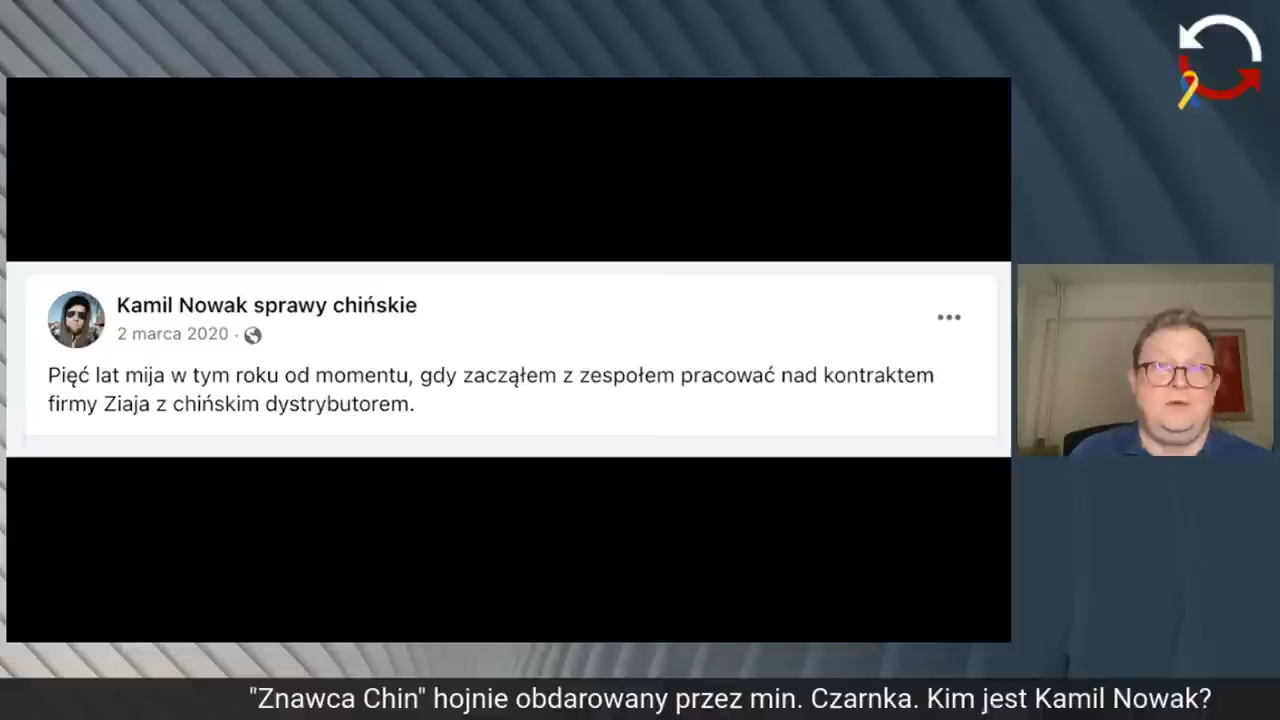 Kamil Nowak sprawy chińskie
2 marca 2020 ·
Pięć lat mija w tym roku od momentu, gdy zacząłem z zespołem pracować nad kontraktem
firmy Ziaja z chińskim dystrybutorem.
"Znawca Chin" hojnie obdarowany przez min. Czarnka. Kim jest Kamil Nowak?